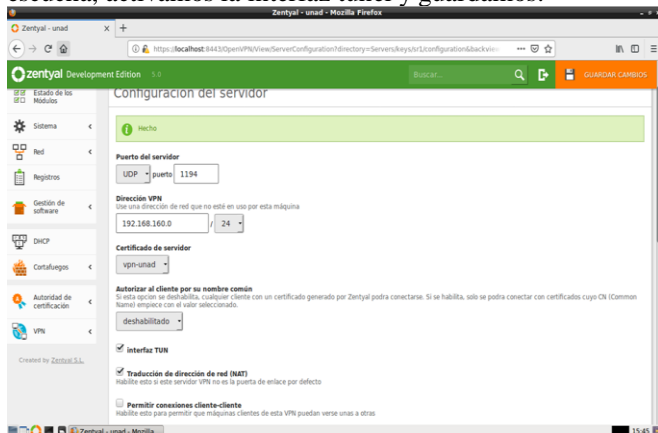 escucha, activamos la interfaz tuner y guardamos.
Zentyal - unad - Mozilla Firefox
Zentyal - unad
https://localhost:8443/OpenVPN/View/ServerConfiguration?directory=Servers/keys/srl/configuration&backview
zentyal Development Edition 5.0
Buscar...
GUARDAR CAMBIOS
Estado de los
Módulos
Sistema
Red
Registros
Gestión de
software
DHCP
Cortafuegos
Autoridad de
certificación
VPN
Created by Zentyal S.L.
Configuración del servidor
Hecho
Puerto del servidor
UDP puerto 1194
Dirección VPN
Use una dirección de red que no esté en uso por esta máquina
192.168.160.0 / 24
Certificado de servidor
vpn-unad
Autorizar al cliente por su nombre común
Si esta opcion se deshabilita, cualquier cliente con un certificado generado por Zentyal podra conectarse. Si se habilita, solo se podra conectar con certificados cuyo CN (Common
Name) empiece con el valor seleccionado.
deshabilitado
interfaz TUN
Traducción de dirección de red (NAT)
Habilite esto si este servidor VPN no es la puerta de enlace por defecto
Permitir conexiones cliente-cliente
Habilite esto para permitir que máquinas clientes de esta VPN puedan verse unas a otras
Zentyal - unad - Mozilla...
15:45